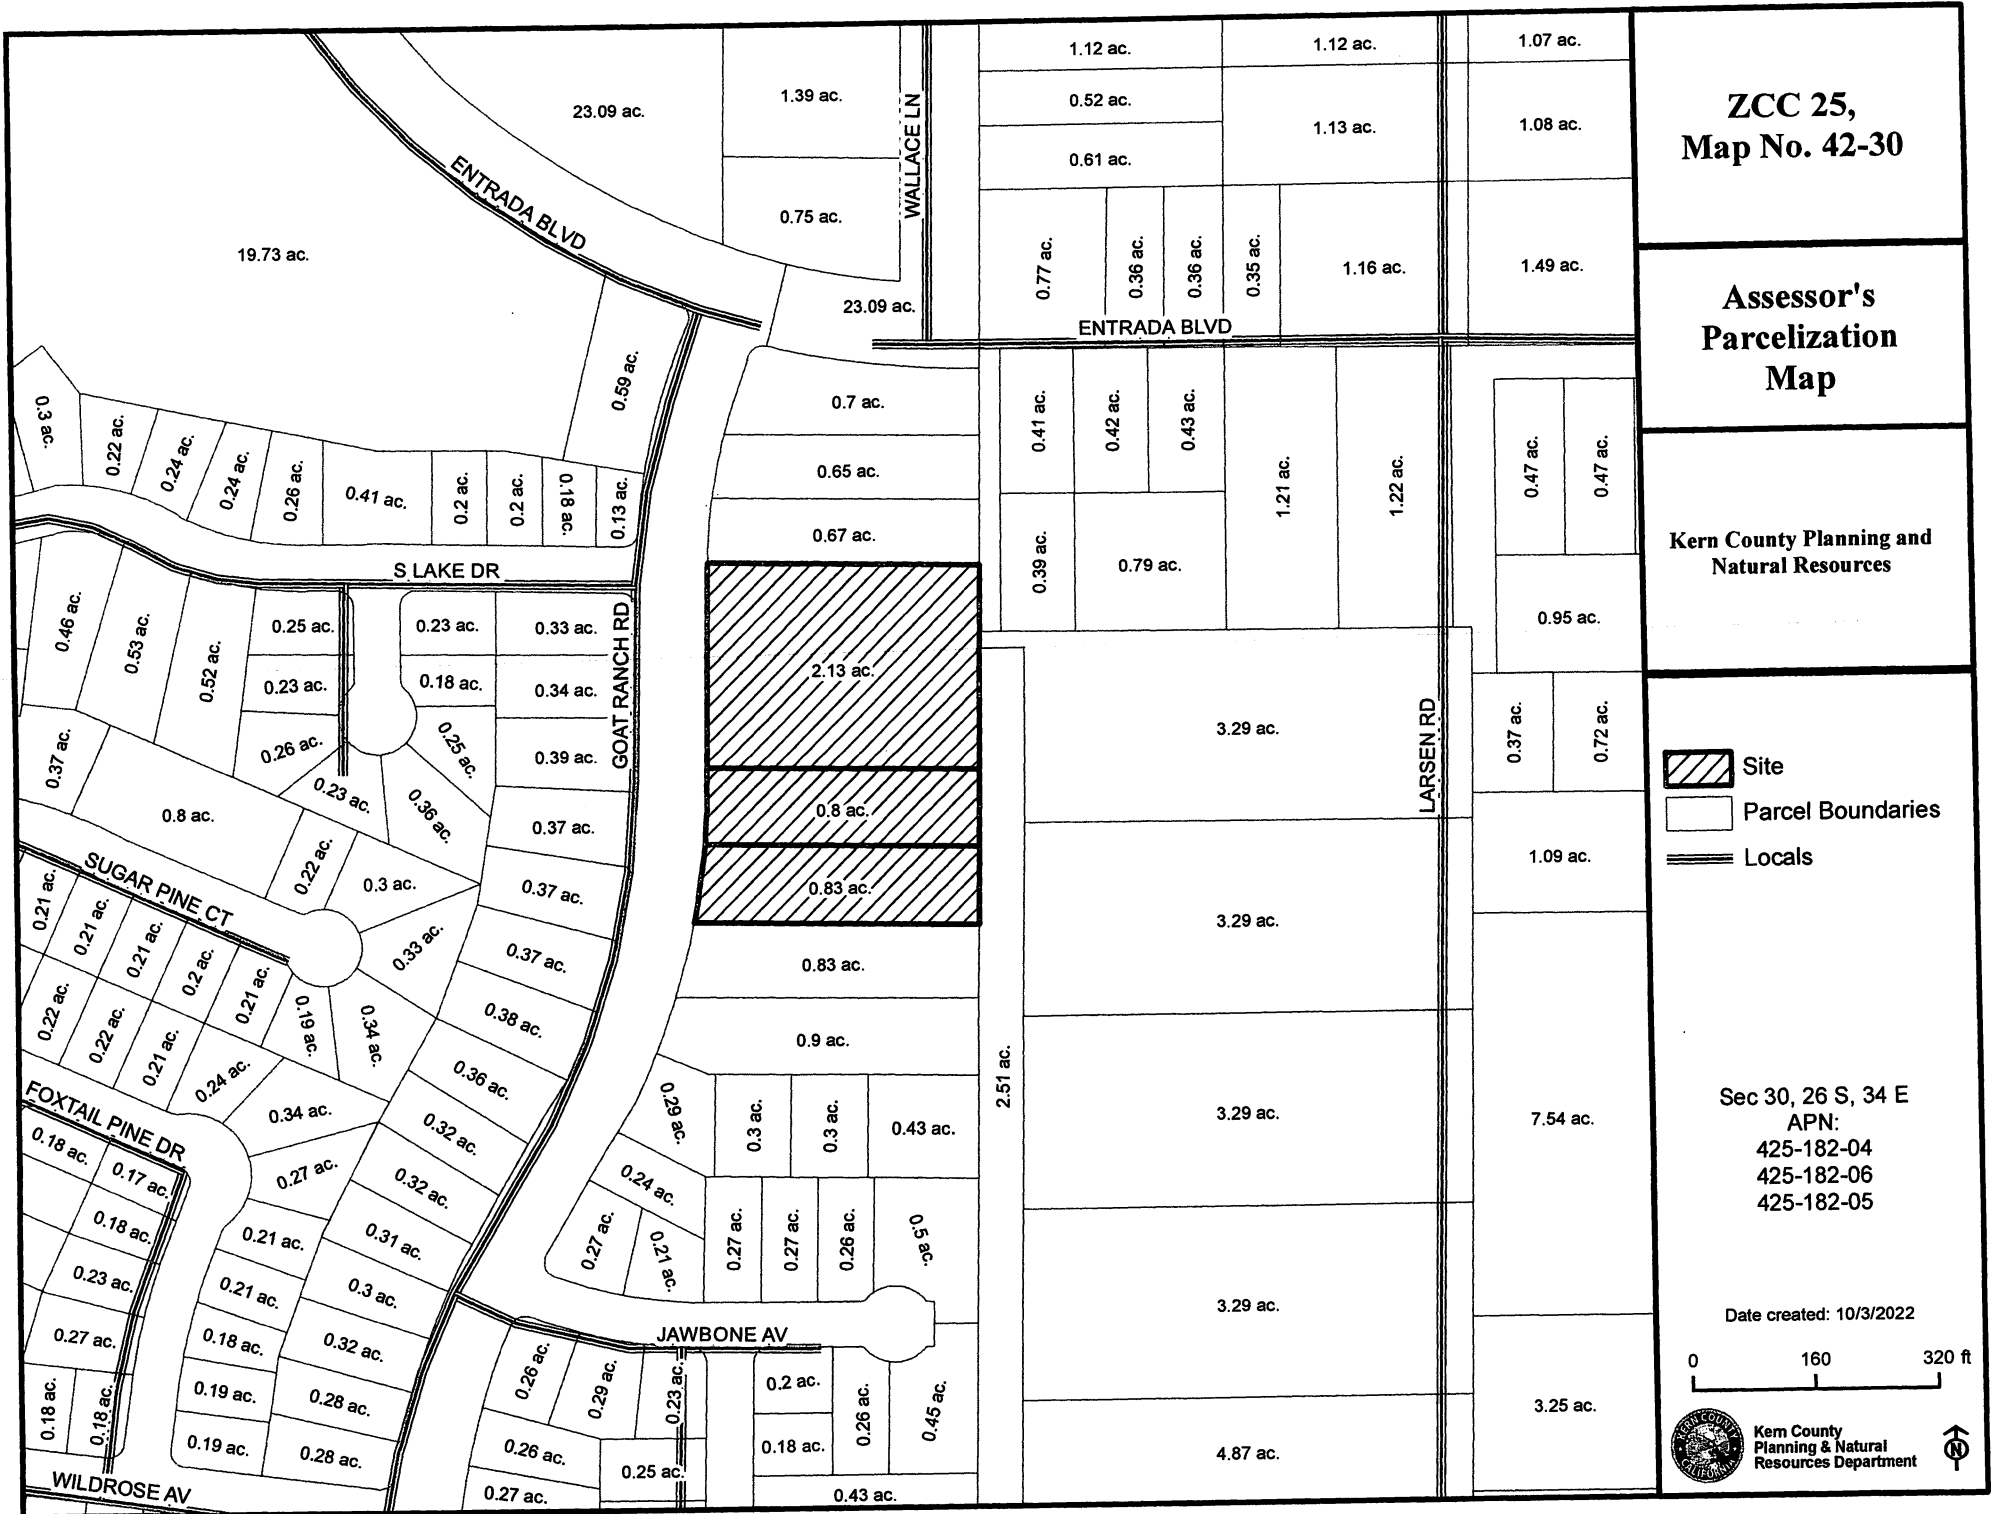 ZCC 25,
Map No. 42-30
Assessor's
Parcelization
Map
Kern County Planning and
Natural Resources
Site
Parcel Boundaries
Locals
Sec 30, 26 S, 34 E
APN:
425-182-04
425-182-06
425-182-05
Date created: 10/3/2022
0 160 320 ft
KERN COUNTY
CALIFORNIA
Kern County
Planning & Natural
Resources Department
N
1.12 ac.
1.12 ac.
1.07 ac.
23.09 ac.
1.39 ac.
WALLACE LN
0.52 ac.
1.13 ac.
1.08 ac.
0.61 ac.
ENTRADA BLVD
0.75 ac.
19.73 ac.
0.77 ac.
0.36 ac.
0.36 ac.
0.35 ac.
1.16 ac.
1.49 ac.
23.09 ac.
ENTRADA BLVD
0.59 ac.
0.7 ac.
0.3 ac.
0.22 ac.
0.24 ac.
0.24 ac.
0.26 ac.
0.41 ac.
0.2 ac.
0.2 ac.
0.18 ac.
0.13 ac.
0.65 ac.
0.41 ac.
0.42 ac.
0.43 ac.
1.21 ac.
1.22 ac.
0.47 ac.
0.47 ac.
0.67 ac.
0.39 ac.
0.79 ac.
S LAKE DR
0.46 ac.
0.53 ac.
0.52 ac.
0.25 ac.
0.23 ac.
0.33 ac.
GOAT RANCH RD
0.95 ac.
0.23 ac.
0.18 ac.
0.34 ac.
2.13 ac.
0.37 ac.
0.26 ac.
0.25 ac.
0.39 ac.
3.29 ac.
LARSEN RD
0.37 ac.
0.72 ac.
0.23 ac.
0.36 ac.
0.8 ac.
0.37 ac.
0.8 ac.
1.09 ac.
SUGAR PINE CT
0.22 ac.
0.3 ac.
0.37 ac.
0.83 ac.
0.21 ac.
0.21 ac.
0.21 ac.
0.2 ac.
0.21 ac.
0.33 ac.
0.37 ac.
0.83 ac.
3.29 ac.
0.22 ac.
0.22 ac.
0.21 ac.
0.19 ac.
0.34 ac.
0.38 ac.
0.9 ac.
0.24 ac.
0.36 ac.
2.51 ac.
FOXTAIL PINE DR
0.34 ac.
0.32 ac.
0.29 ac.
0.3 ac.
0.3 ac.
0.43 ac.
3.29 ac.
7.54 ac.
0.18 ac.
0.17 ac.
0.27 ac.
0.32 ac.
0.24 ac.
0.18 ac.
0.21 ac.
0.31 ac.
0.27 ac.
0.21 ac.
0.27 ac.
0.27 ac.
0.26 ac.
0.5 ac.
0.23 ac.
0.21 ac.
0.3 ac.
3.29 ac.
0.27 ac.
0.18 ac.
0.32 ac.
JAWBONE AV
0.18 ac.
0.18 ac.
0.19 ac.
0.28 ac.
0.26 ac.
0.29 ac.
0.23 ac.
0.2 ac.
0.26 ac.
0.45 ac.
3.25 ac.
0.19 ac.
0.28 ac.
0.26 ac.
0.18 ac.
4.87 ac.
0.25 ac.
WILDROSE AV
0.27 ac.
0.43 ac.